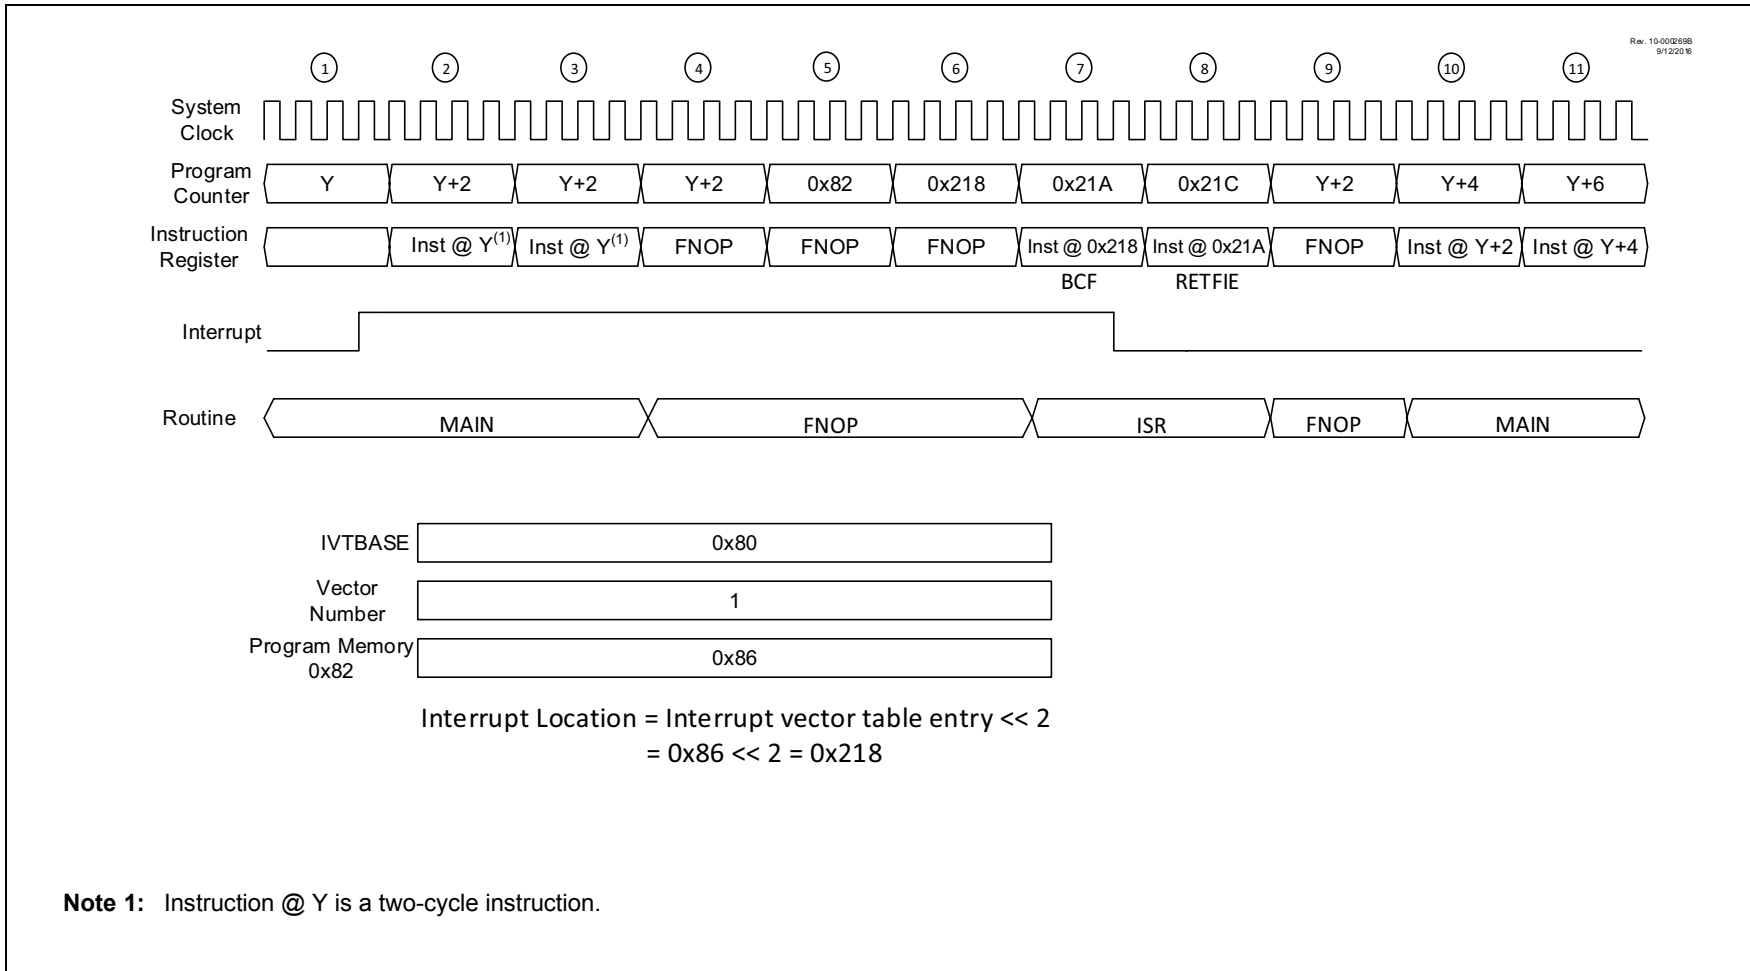 Rev. 10-000269B
9/12/2016
1 2 3 4 5 6 7 8 9 10 11
System
Clock
Program
Counter
Y Y+2 Y+2 Y+2 0x82 0x218 0x21A 0x21C Y+2 Y+4 Y+6
Instruction
Register
Inst @ Y(1) Inst @ Y(1) FNOP FNOP FNOP Inst @ 0x218 Inst @ 0x21A FNOP Inst @ Y+2 Inst @ Y+4
BCF RETFIE
Interrupt
Routine MAIN FNOP ISR FNOP MAIN
IVTBASE 0x80
Vector
Number
1
Program Memory
0x82
0x86
Interrupt Location = Interrupt vector table entry << 2
= 0x86 << 2 = 0x218
Note 1: Instruction @ Y is a two-cycle instruction.